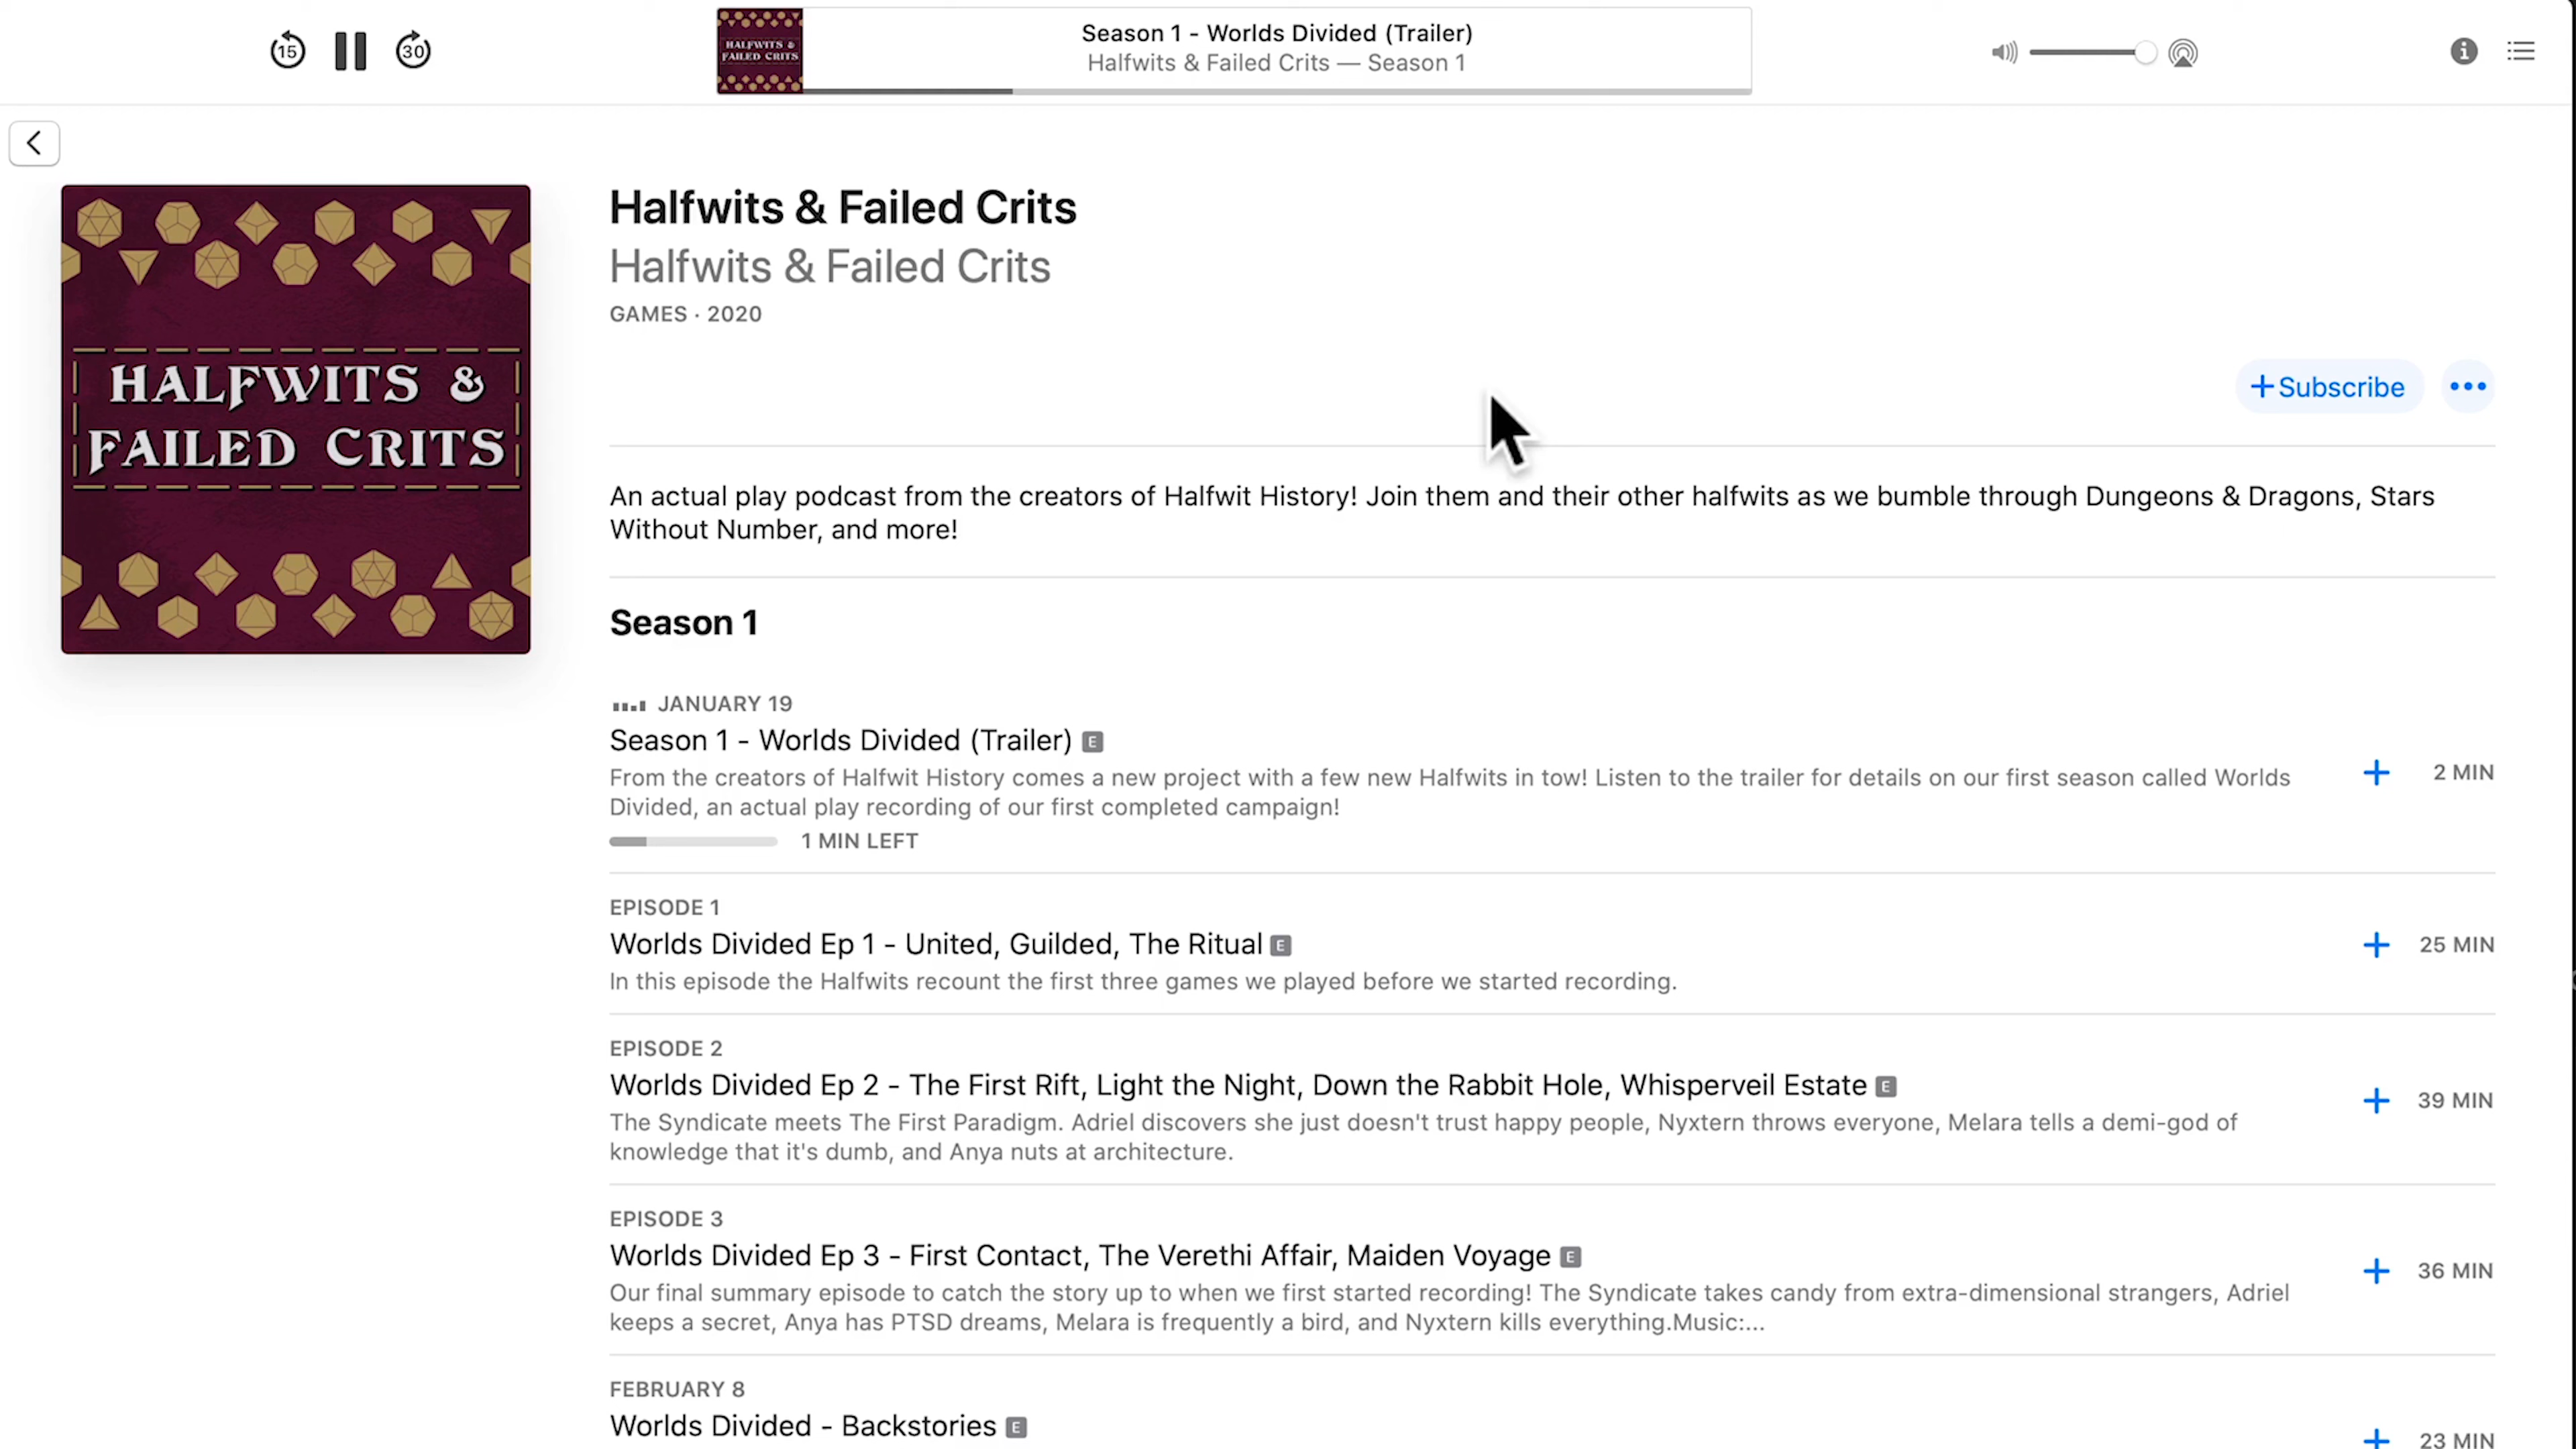 15
30
HALFWITS &
FAILED CRITS
Season 1 - Worlds Divided (Trailer)
Halfwits & Failed Crits — Season 1
HALFWITS &
FAILED CRITS
Halfwits & Failed Crits
Halfwits & Failed Crits
GAMES · 2020
+ Subscribe
An actual play podcast from the creators of Halfwit History! Join them and their other halfwits as we bumble through Dungeons & Dragons, Stars
Without Number, and more!
Season 1
JANUARY 19
Season 1 - Worlds Divided (Trailer) E
From the creators of Halfwit History comes a new project with a few new Halfwits in tow! Listen to the trailer for details on our first season called Worlds
Divided, an actual play recording of our first completed campaign!
2 MIN
1 MIN LEFT
EPISODE 1
Worlds Divided Ep 1 - United, Guilded, The Ritual E
25 MIN
In this episode the Halfwits recount the first three games we played before we started recording.
EPISODE 2
Worlds Divided Ep 2 - The First Rift, Light the Night, Down the Rabbit Hole, Whisperveil Estate E
39 MIN
The Syndicate meets The First Paradigm. Adriel discovers she just doesn't trust happy people, Nyxtern throws everyone, Melara tells a demi-god of
knowledge that it's dumb, and Anya nuts at architecture.
EPISODE 3
Worlds Divided Ep 3 - First Contact, The Verethi Affair, Maiden Voyage E
36 MIN
Our final summary episode to catch the story up to when we first started recording! The Syndicate takes candy from extra-dimensional strangers, Adriel
keeps a secret, Anya has PTSD dreams, Melara is frequently a bird, and Nyxtern kills everything.Music:...
FEBRUARY 8
Worlds Divided - Backstories E
23 MIN